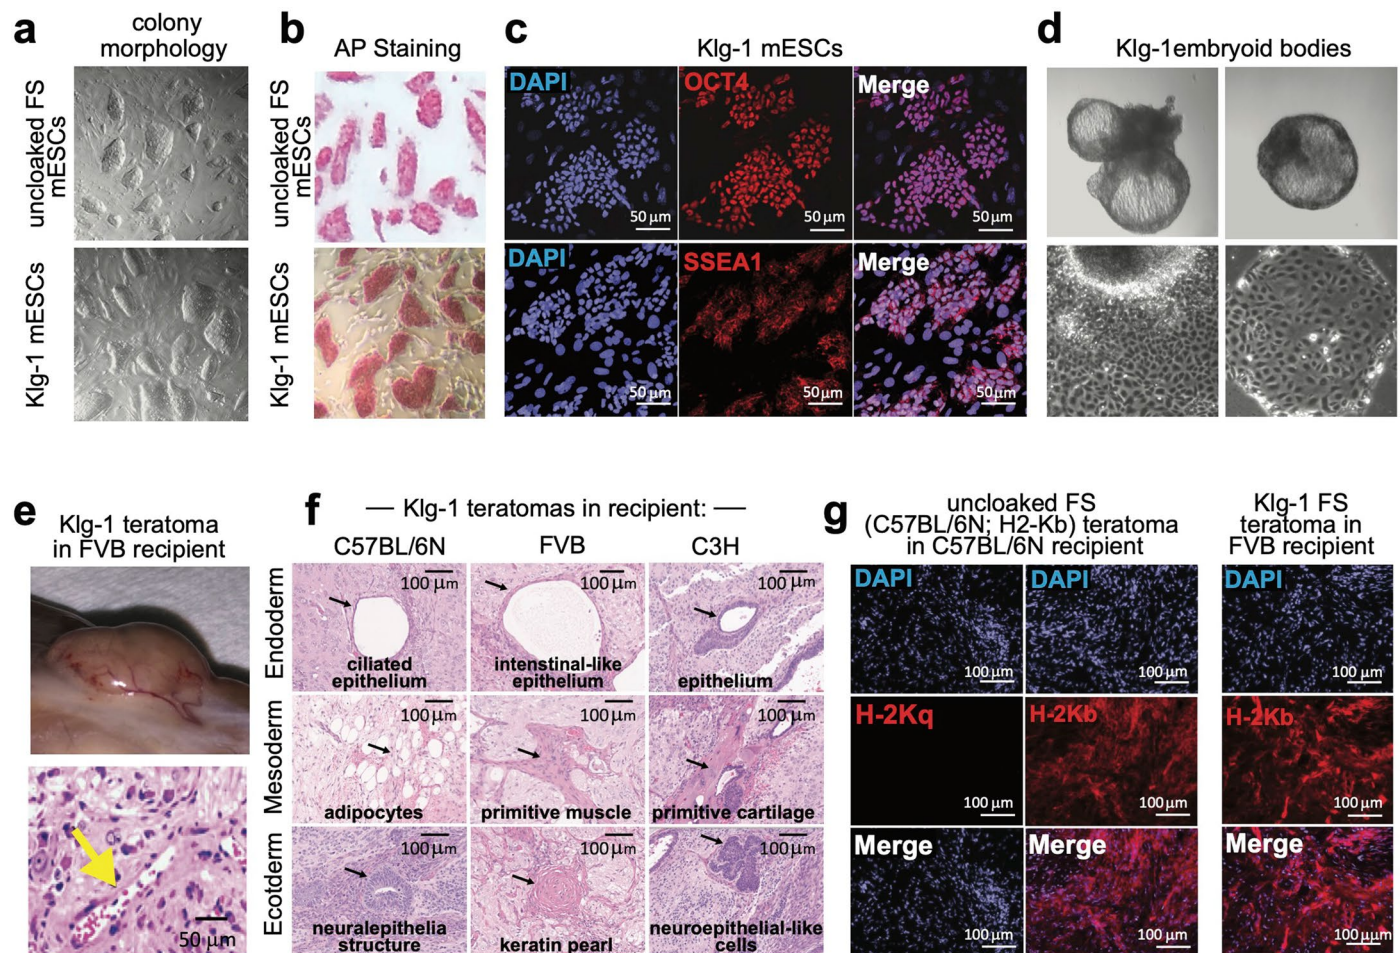 a
colony
morphology
uncloaked FS
mESCs
Klg-1 mESCs
b
AP Staining
uncloaked FS
mESCs
Klg-1 mESCs
c
Klg-1 mESCs
DAPI
OCT4
Merge
50 µm
50 µm
50 µm
DAPI
SSEA1
Merge
50 µm
50 µm
50 µm
d
Klg-1embryoid bodies
e
Klg-1 teratoma
in FVB recipient
50 µm
f
Klg-1 teratomas in recipient:
C57BL/6N
FVB
C3H
Endoderm
100 µm
100 µm
100 µm
ciliated
epithelium
intenstinal-like
epithelium
epithelium
Mesoderm
100 µm
100 µm
100 µm
adipocytes
primitive muscle
primitive cartilage
Ecotderm
100 µm
100 µm
100 µm
neuralepithelia
structure
keratin pearl
neuroepithelial-like
cells
g
uncloaked FS
(C57BL/6N; H2-Kb) teratoma
in C57BL/6N recipient
Klg-1 FS
teratoma in
FVB recipient
DAPI
DAPI
DAPI
100 µm
100 µm
100 µm
H-2Kq
H-2Kb
H-2Kb
100 µm
100 µm
100 µm
Merge
Merge
Merge
100 µm
100 µm
100 µµm